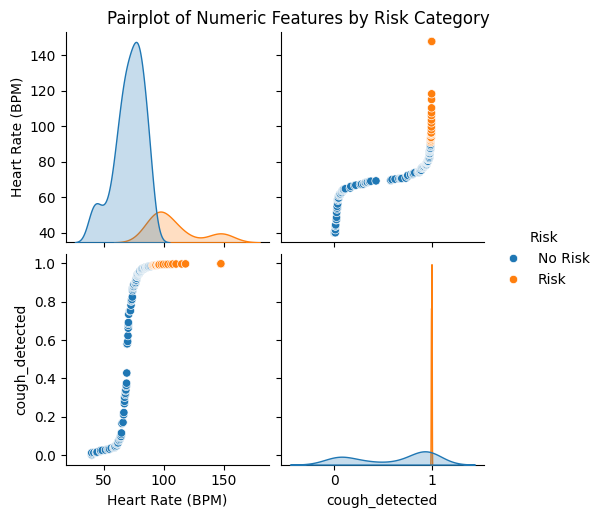 Pairplot of Numeric Features by Risk Category
Heart Rate (BPM)
140
120
100
80
60
40
cough_detected
1.0
0.8
0.6
0.4
0.2
0.0
50
100
150
Heart Rate (BPM)
0
1
cough_detected
Risk
No Risk
Risk